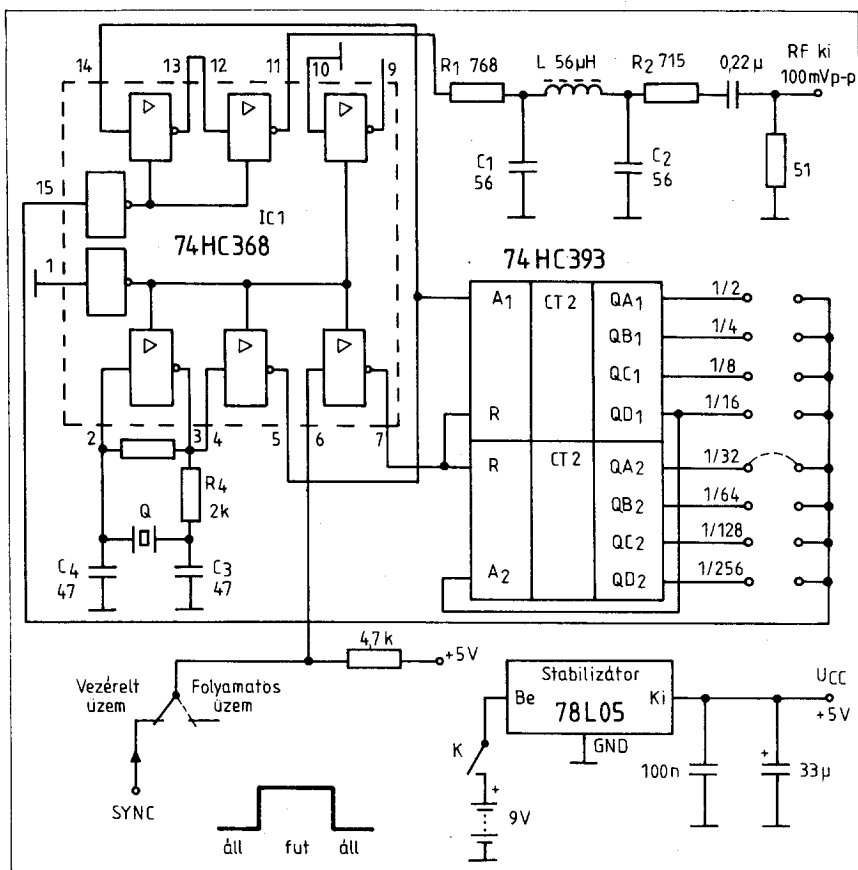 14 13 12 11 10 9
R1 768 L 56µH R2 715 0,22µ RF ki
100mVp-p
C1
56
C2
56
51
15
IC1
74HC368
1
74HC393
A1 CT2 QA1 1/2
QB1 1/4
QC1 1/8
R QD1 1/16
R CT2 QA2 1/32
QB2 1/64
QC2 1/128
A2 QD2 1/256
2 3 4 5 6 7
R4
2k
Q
C4
47
C3
47
4,7k
+5V
Vezérelt
üzem
Folyamatos
üzem
SYNC
áll fut áll
Stabilizátor
Be 78L05 Ki
GND
UCC
+5V
K
+
9V
100n
+
33µ